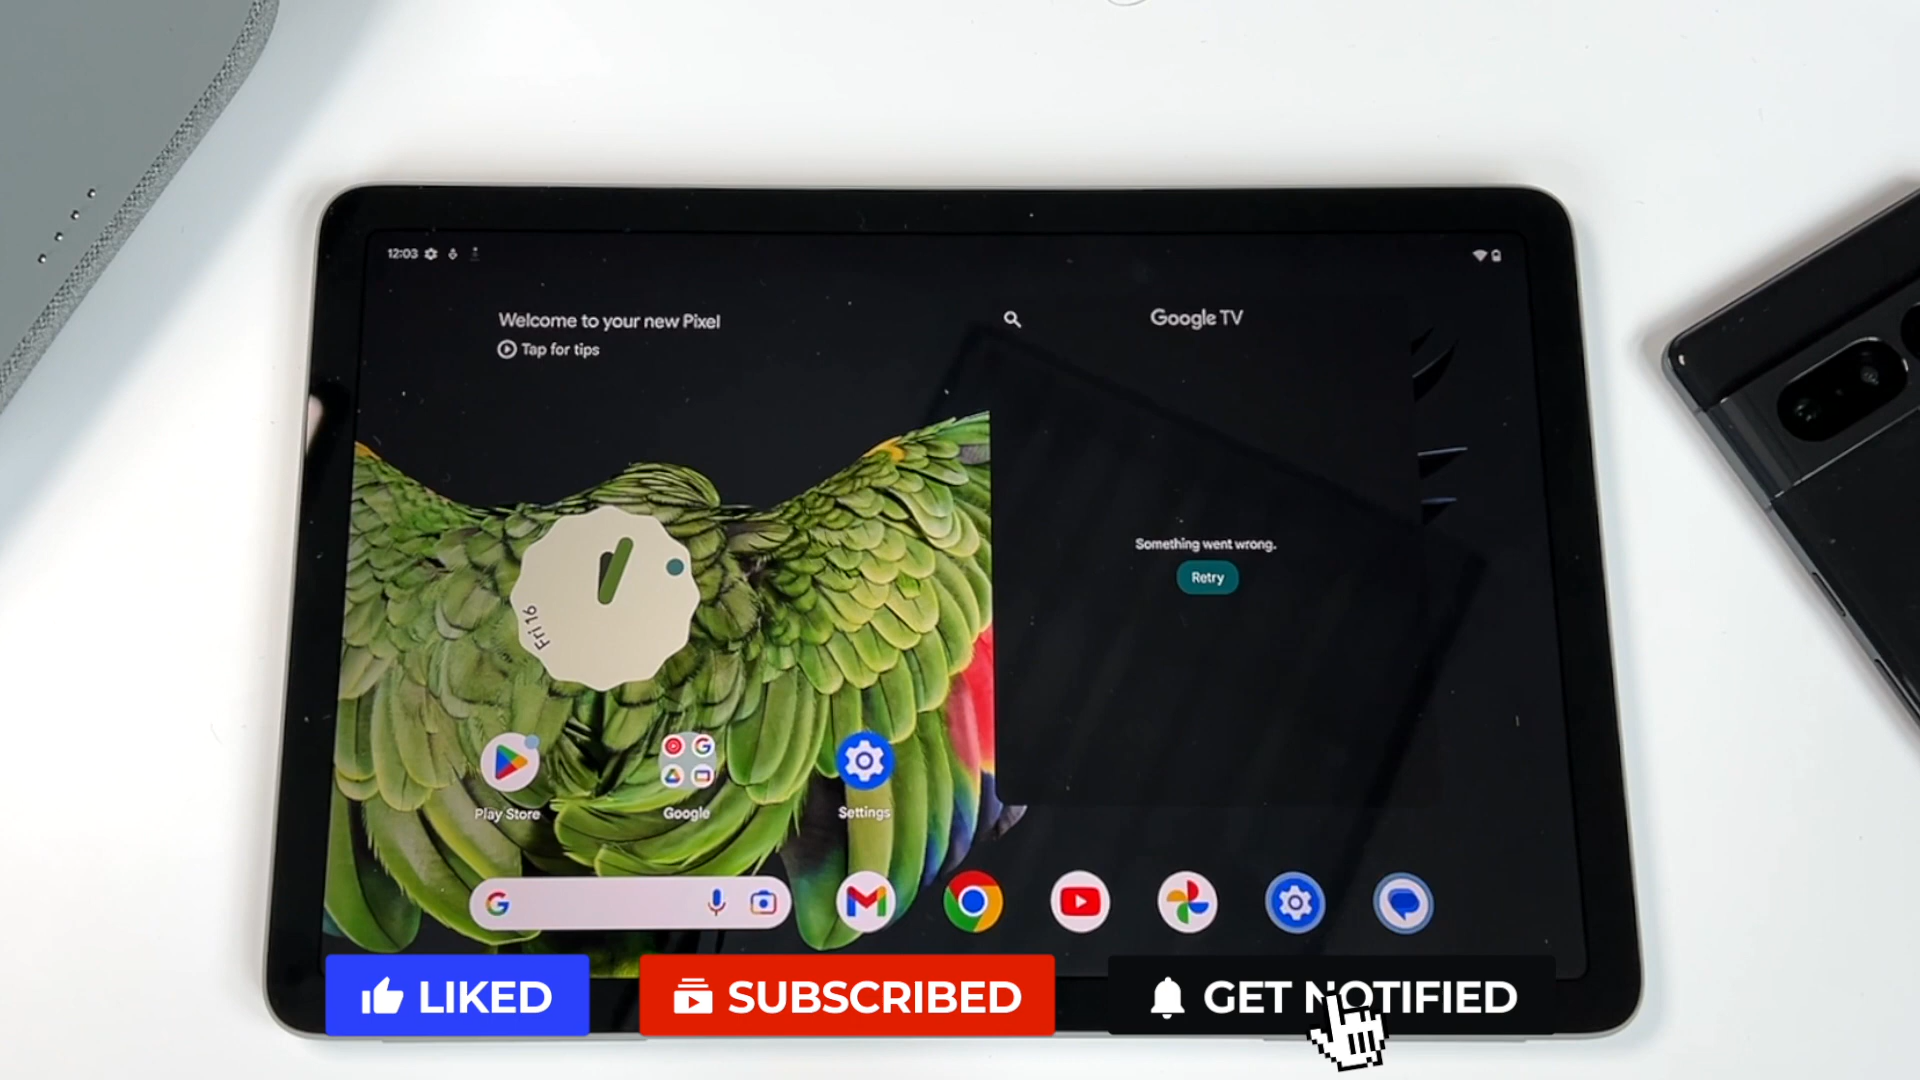 12:03
Welcome to your new Pixel
Tap for tips
Google TV
Something went wrong.
Retry
Fri 16
Play Store
Google
Settings
LIKED
SUBSCRIBED
GET NOTIFIED